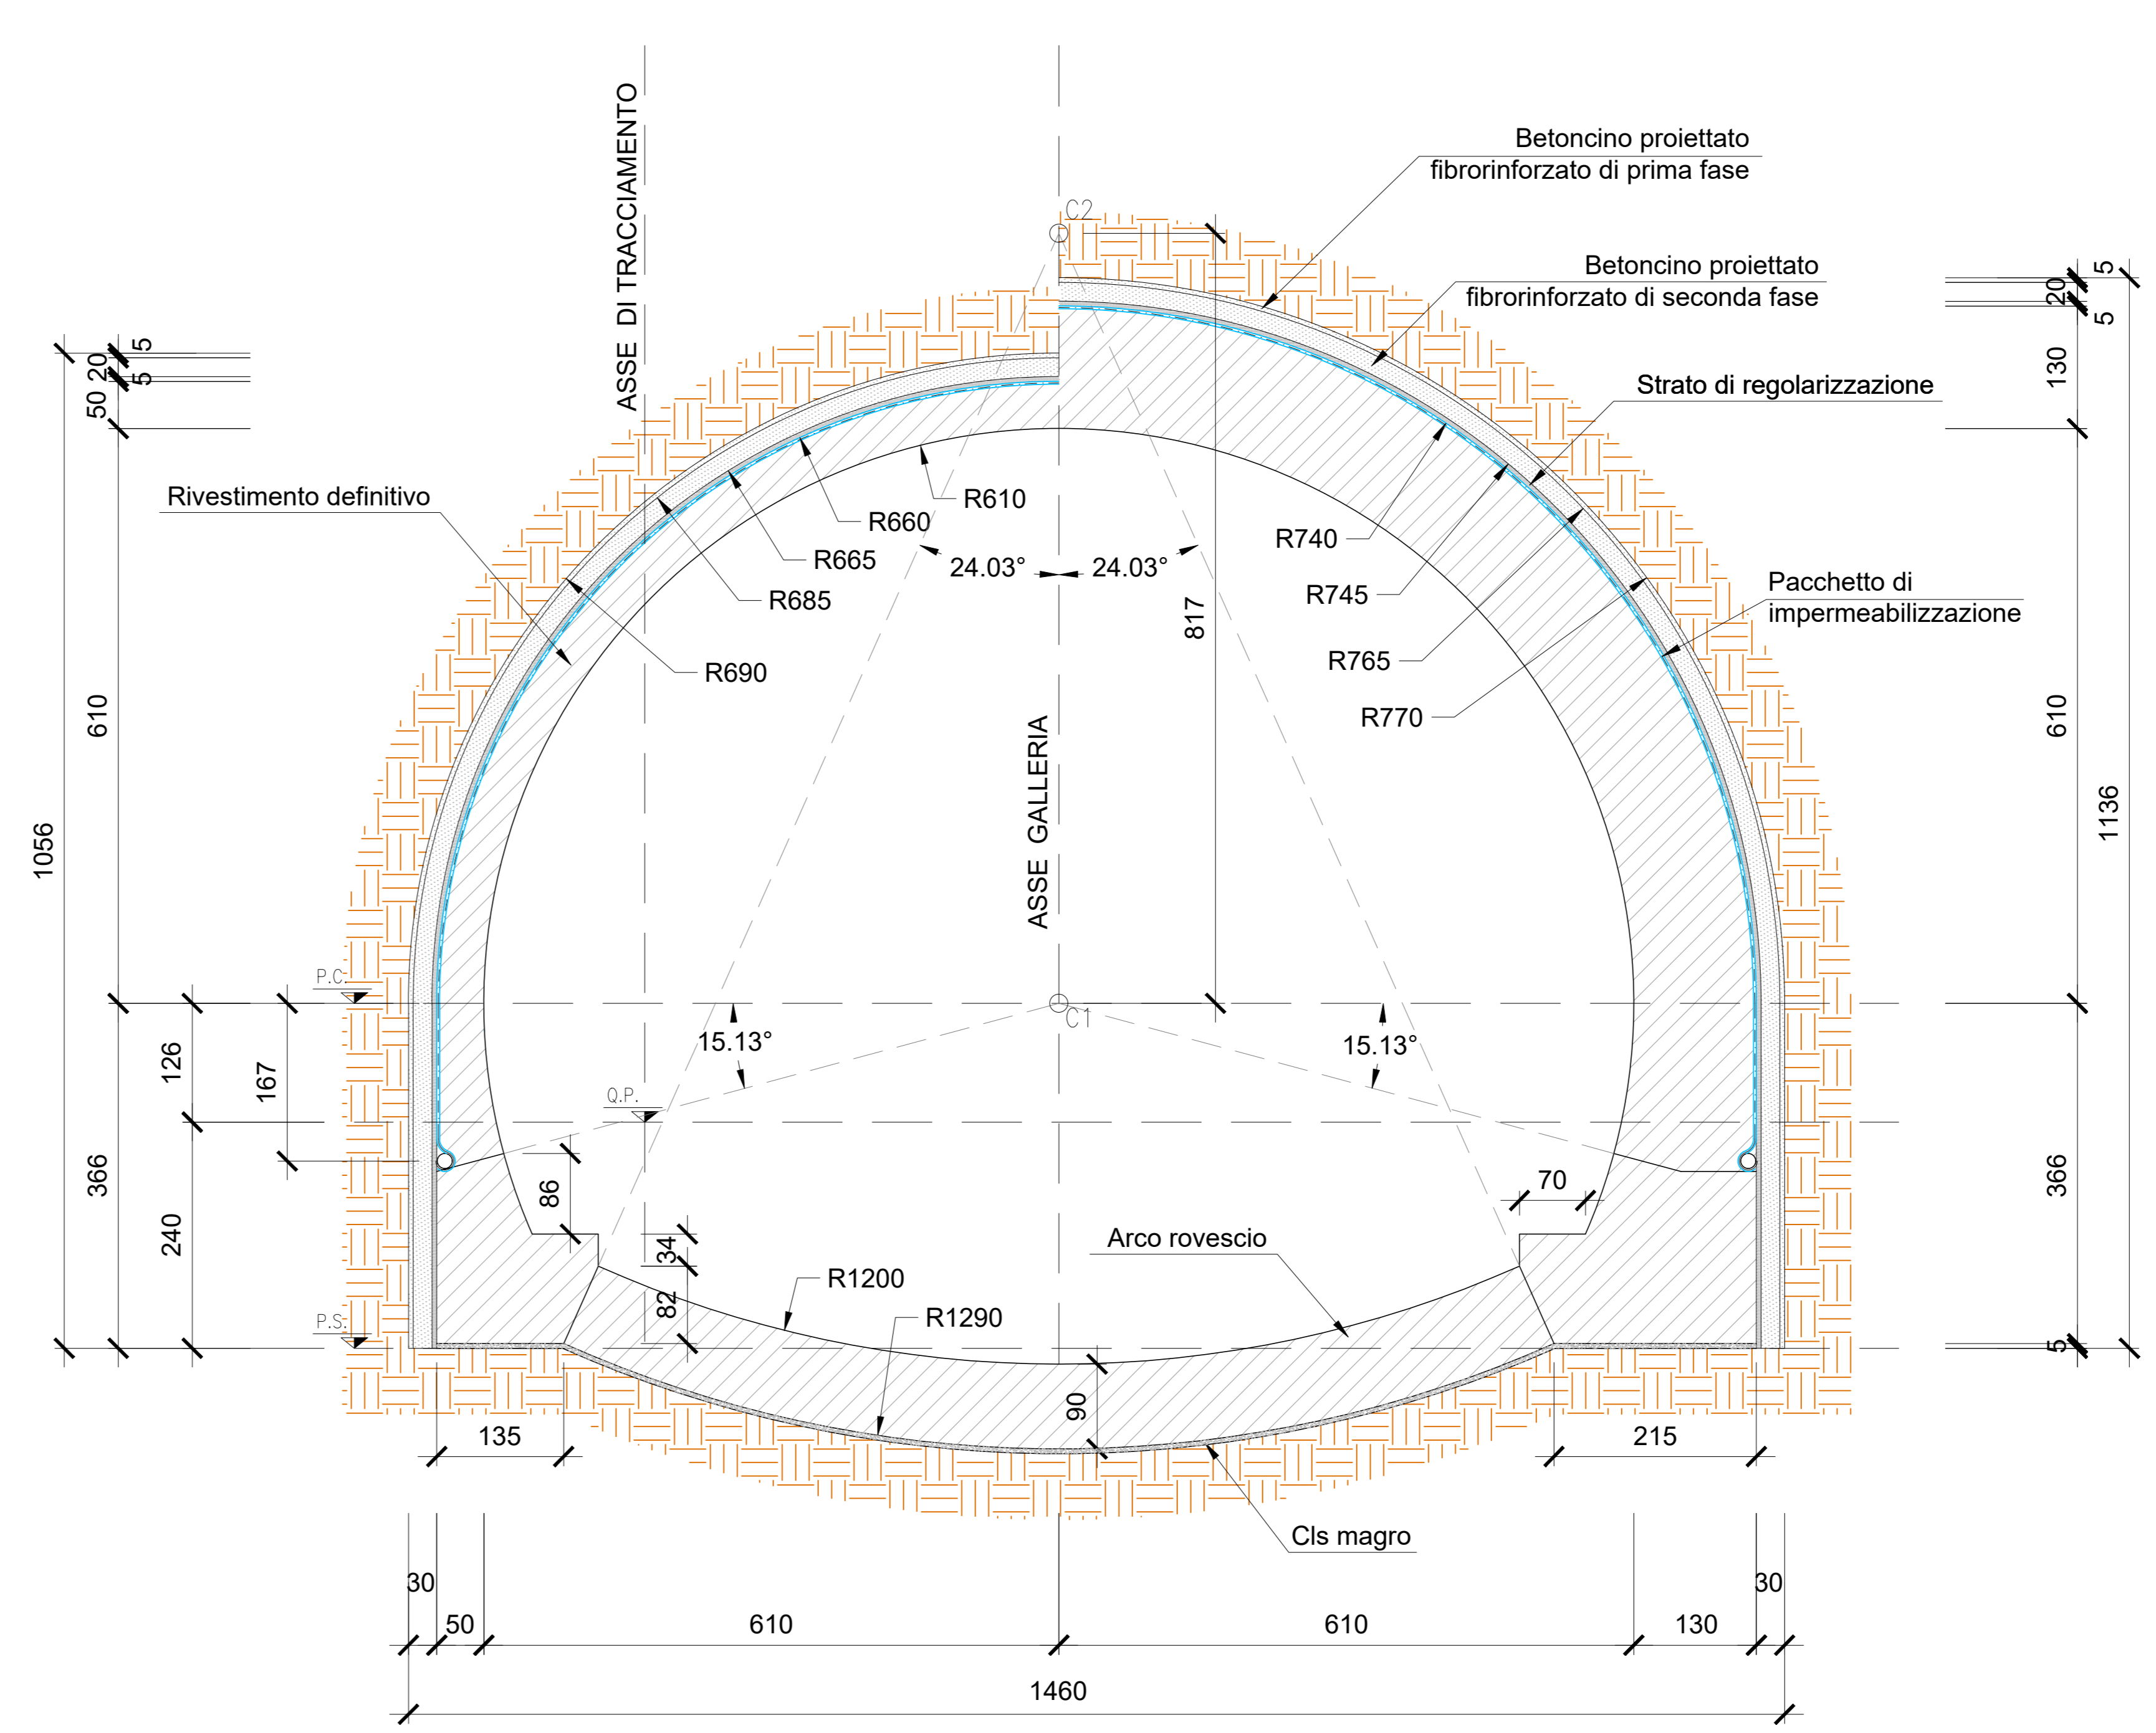 ASSE DI TRACCIAMENTO
C2
Betoncino proiettato
fibrorinforzato di prima fase
Betoncino proiettato
fibrorinforzato di seconda fase
Strato di regolarizzazione
Pacchetto di
impermeabilizzazione
Rivestimento definitivo
5
20
5
50
610
366
1056
126
240
167
5
20
5
130
610
366
5
1136
R610
R660
R665
R685
R690
R740
R745
R765
R770
24.03°
24.03°
817
ASSE GALLERIA
P.C.
C1
15.13°
15.13°
Q.P.
86
34
82
70
Arco rovescio
R1200
R1290
P.S.
90
135
215
Cls magro
30
50
610
610
130
30
1460